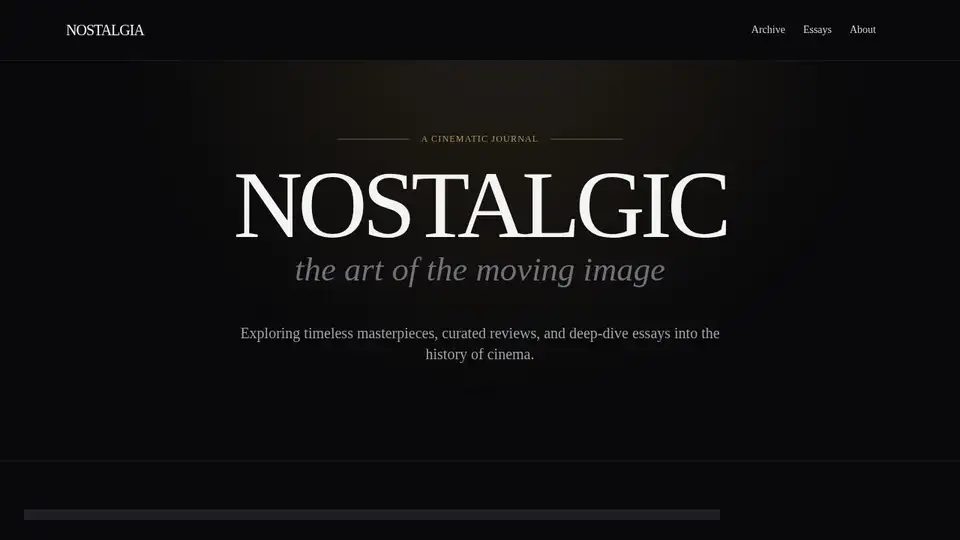 NOSTALGIA
Archive Essays About
A CINEMATIC JOURNAL
NOSTALGIC
the art of the moving image
Exploring timeless masterpieces, curated reviews, and deep-dive essays into the
history of cinema.